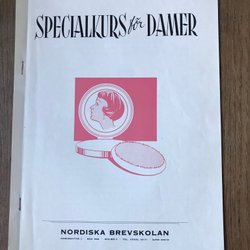 SPECIALKURS för DAMER
NORDISKA BREVSKOLAN